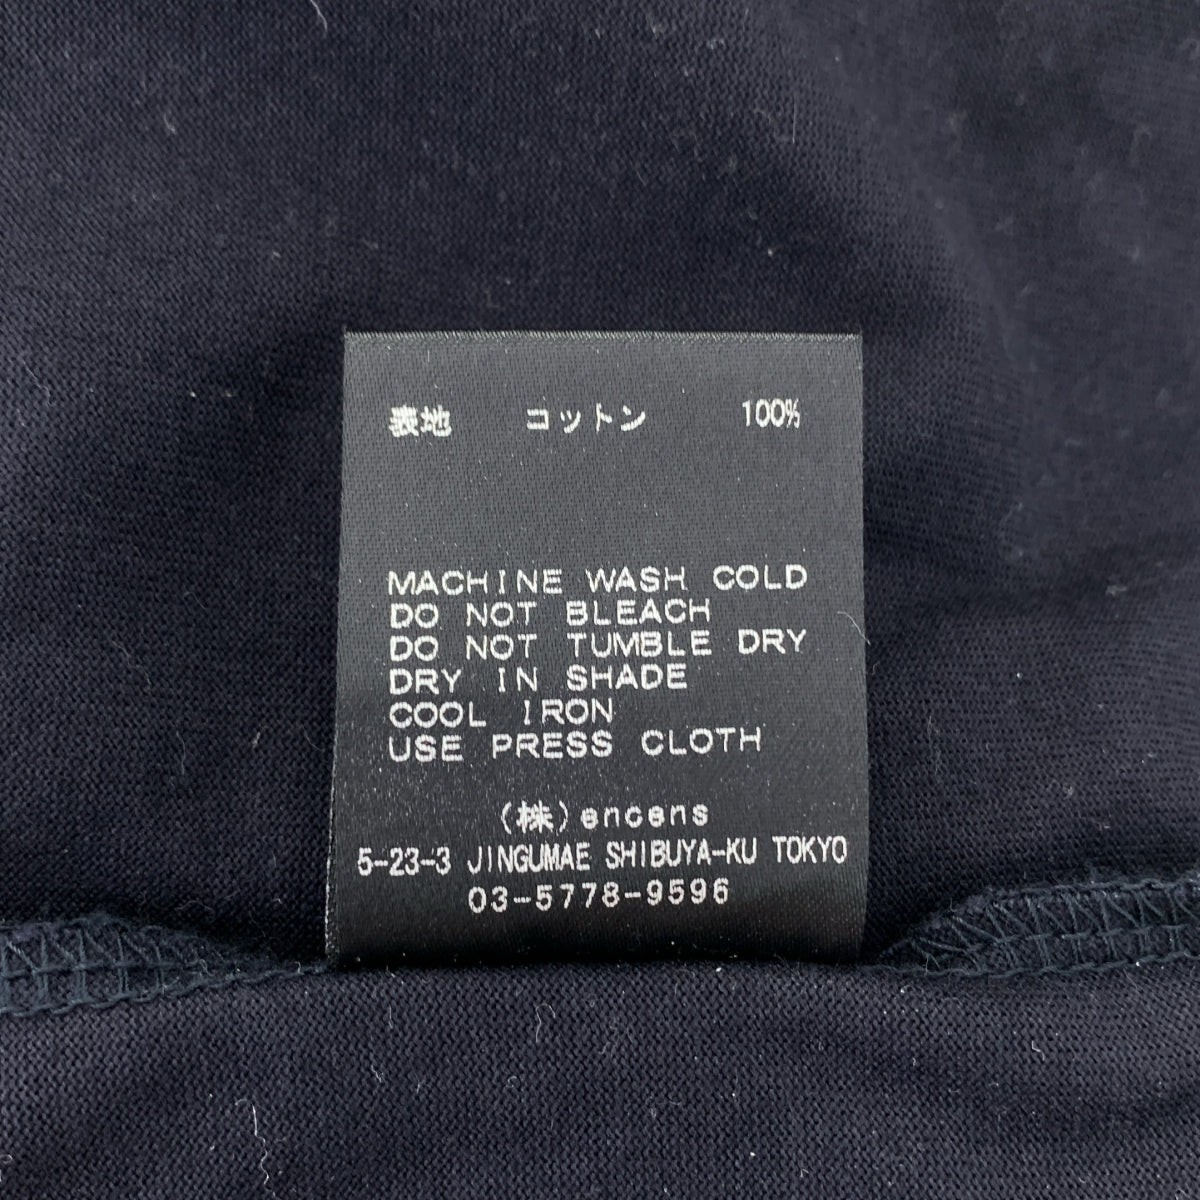 表地 コットン 100%
MACHINE WASH COLD
DO NOT BLEACH
DO NOT TUMBLE DRY
DRY IN SHADE
COOL IRON
USE PRESS CLOTH
(株)encens
5-23-3 JINGUMAE SHIBUYA-KU TOKYO
03-5778-9596